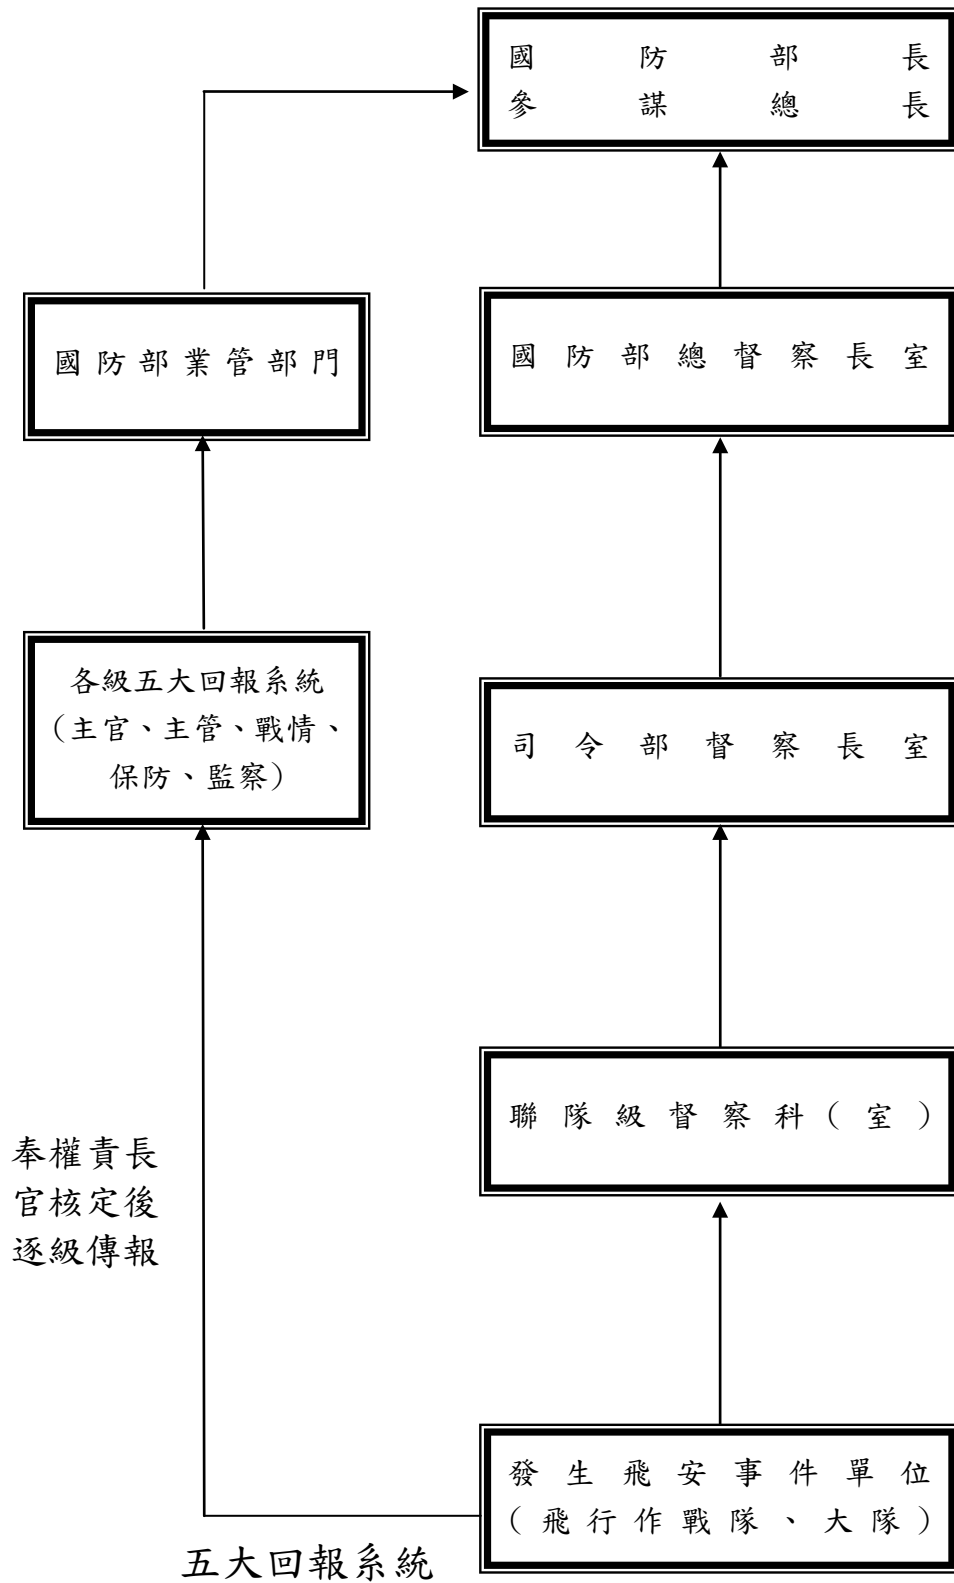 國防部長
參謀總長
國防部業管部門
國防部總督察長室
各級五大回報系統
（主官、主管、戰情、
保防、監察）
司令部督察長室
聯隊級督察科（室）
奉權責長
官核定後
逐級傳報
發生飛安事件單位
（飛行作戰隊、大隊）
五大回報系統